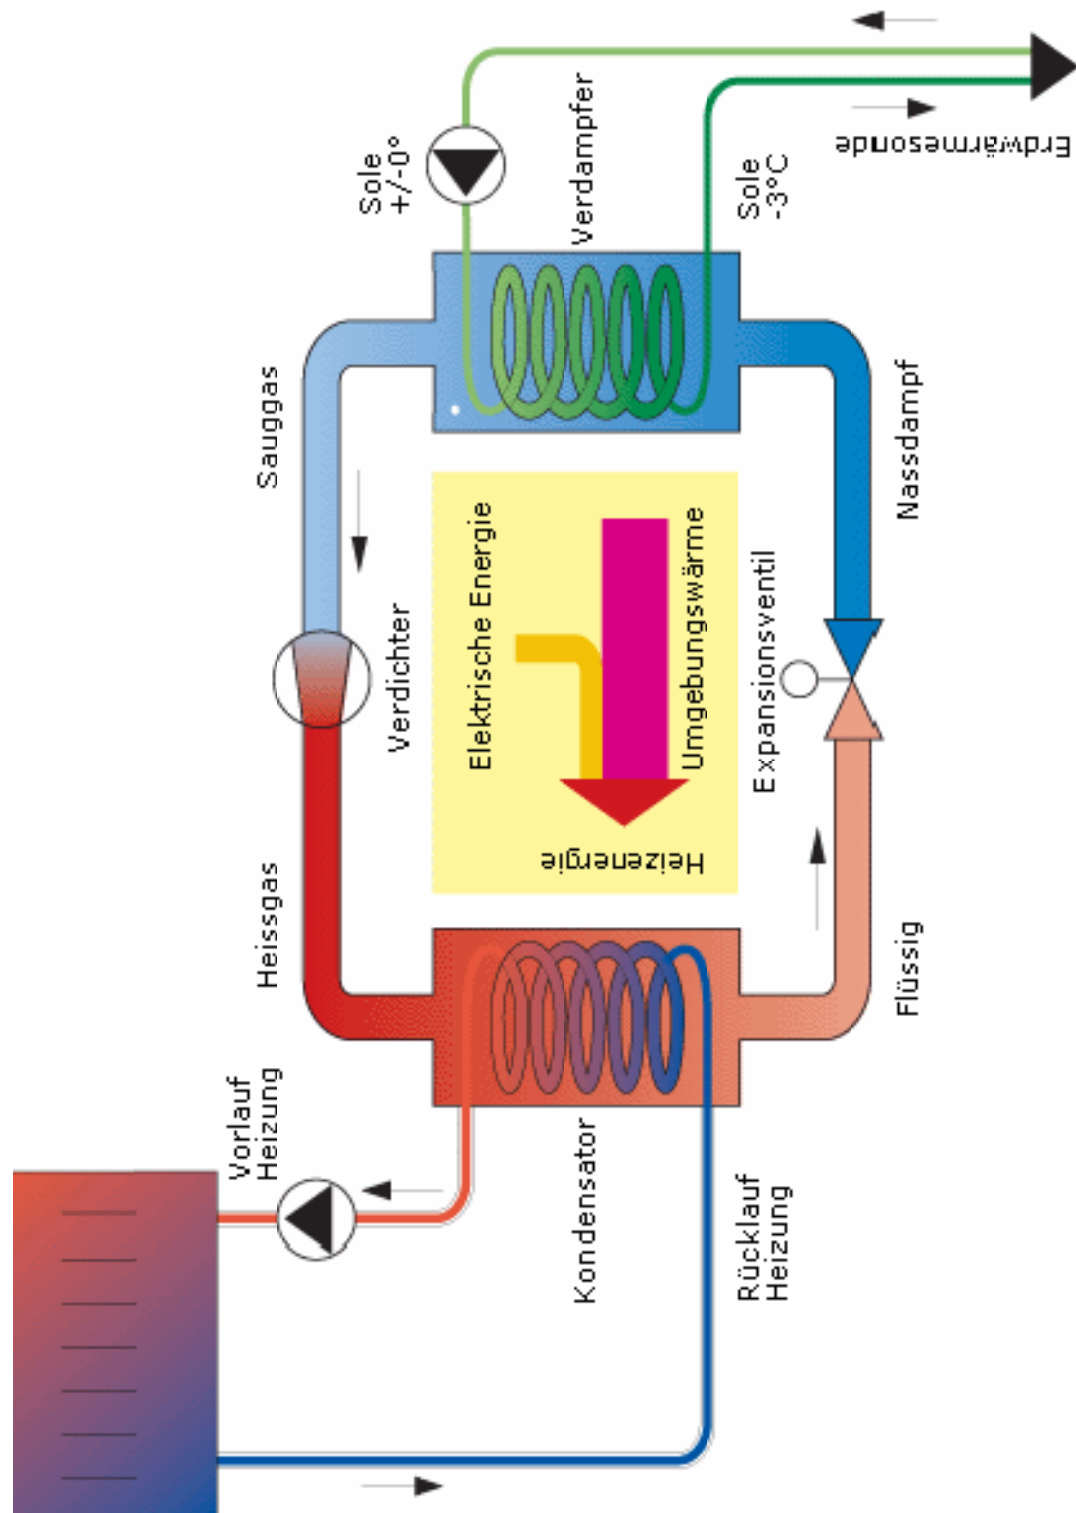 Erdwärmesonde
Sole
+/-0°
Verdampfer
Sole
-3°C
Sauggas
Nassdampf
Elektrische Energie
Umgebungswärme
Heizenergie
Verdichter
Expansionsventil
Heissgas
Flüssig
Vorlauf
Heizung
Kondensator
Rücklauf
Heizung